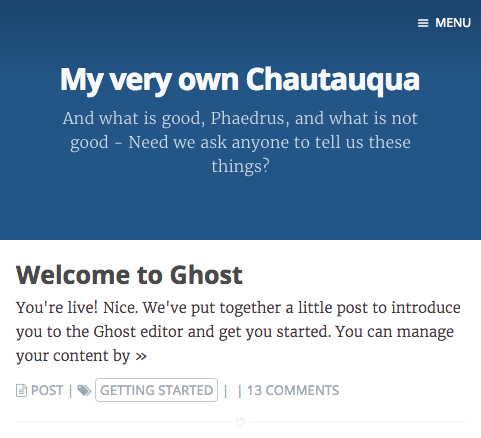 MENU
My very own Chautauqua
And what is good, Phaedrus, and what is not
good – Need we ask anyone to tell us these
things?
Welcome to Ghost
You're live! Nice. We've put together a little post to introduce
you to the Ghost editor and get you started. You can manage
your content by »
POST | GETTING STARTED | | 13 COMMENTS